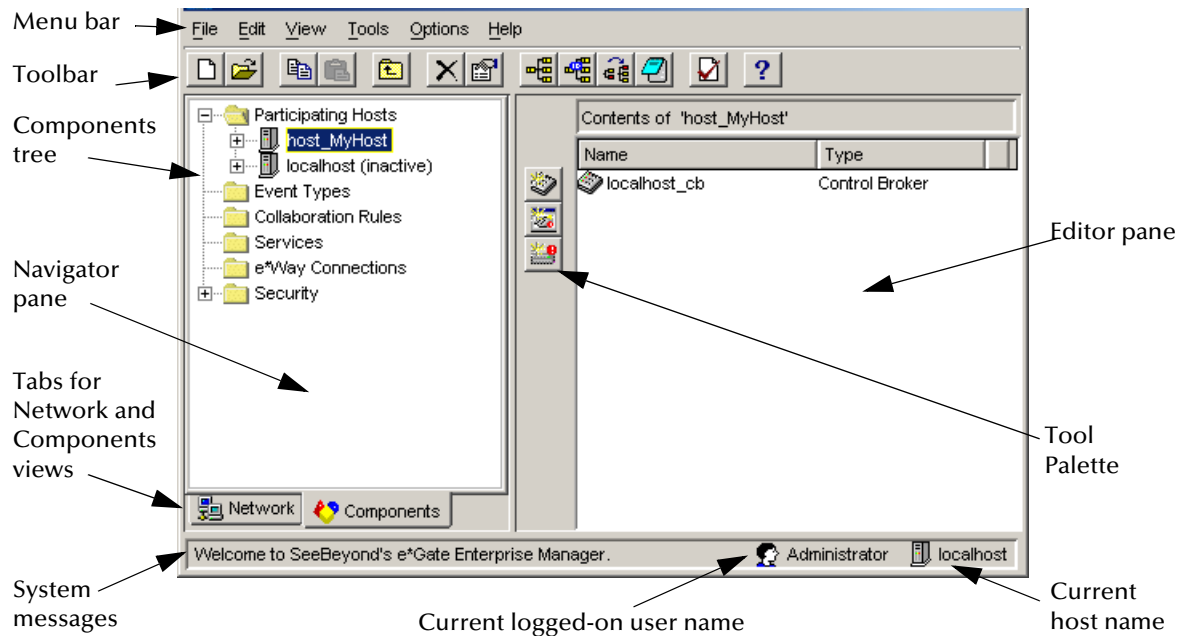 Menu bar
File Edit View Tools Options Help
Toolbar
Components
tree
Participating Hosts
host_MyHost
localhost (inactive)
Event Types
Collaboration Rules
Services
e*Way Connections
Security
Contents of 'host_MyHost'
Name Type
localhost_cb Control Broker
Editor pane
Navigator
pane
Tabs for
Network and
Components
views
Tool
Palette
Network Components
Welcome to SeeBeyond's e*Gate Enterprise Manager. Administrator localhost
System
messages
Current logged-on user name
Current
host name